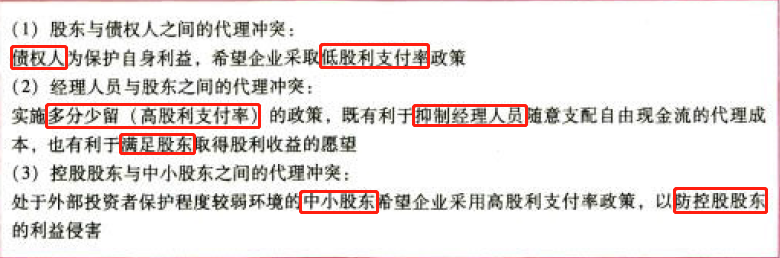 (1) 股东与债权人之间的代理冲突:
债权人为保护自身利益，希望企业采取低股利支付率政策
(2) 经理人员与股东之间的代理冲突:
实施多分少留 (高股利支付率) 的政策，既有利于抑制经理人员随意支配自由现金流的代理成
本，也有利于满足股东取得股利收益的愿望
(3) 控股股东与中小股东之间的代理冲突:
处于外部投资者保护程度较弱环境的中小股东希望企业采用高股利支付率政策，以防控股股东
的利益侵害